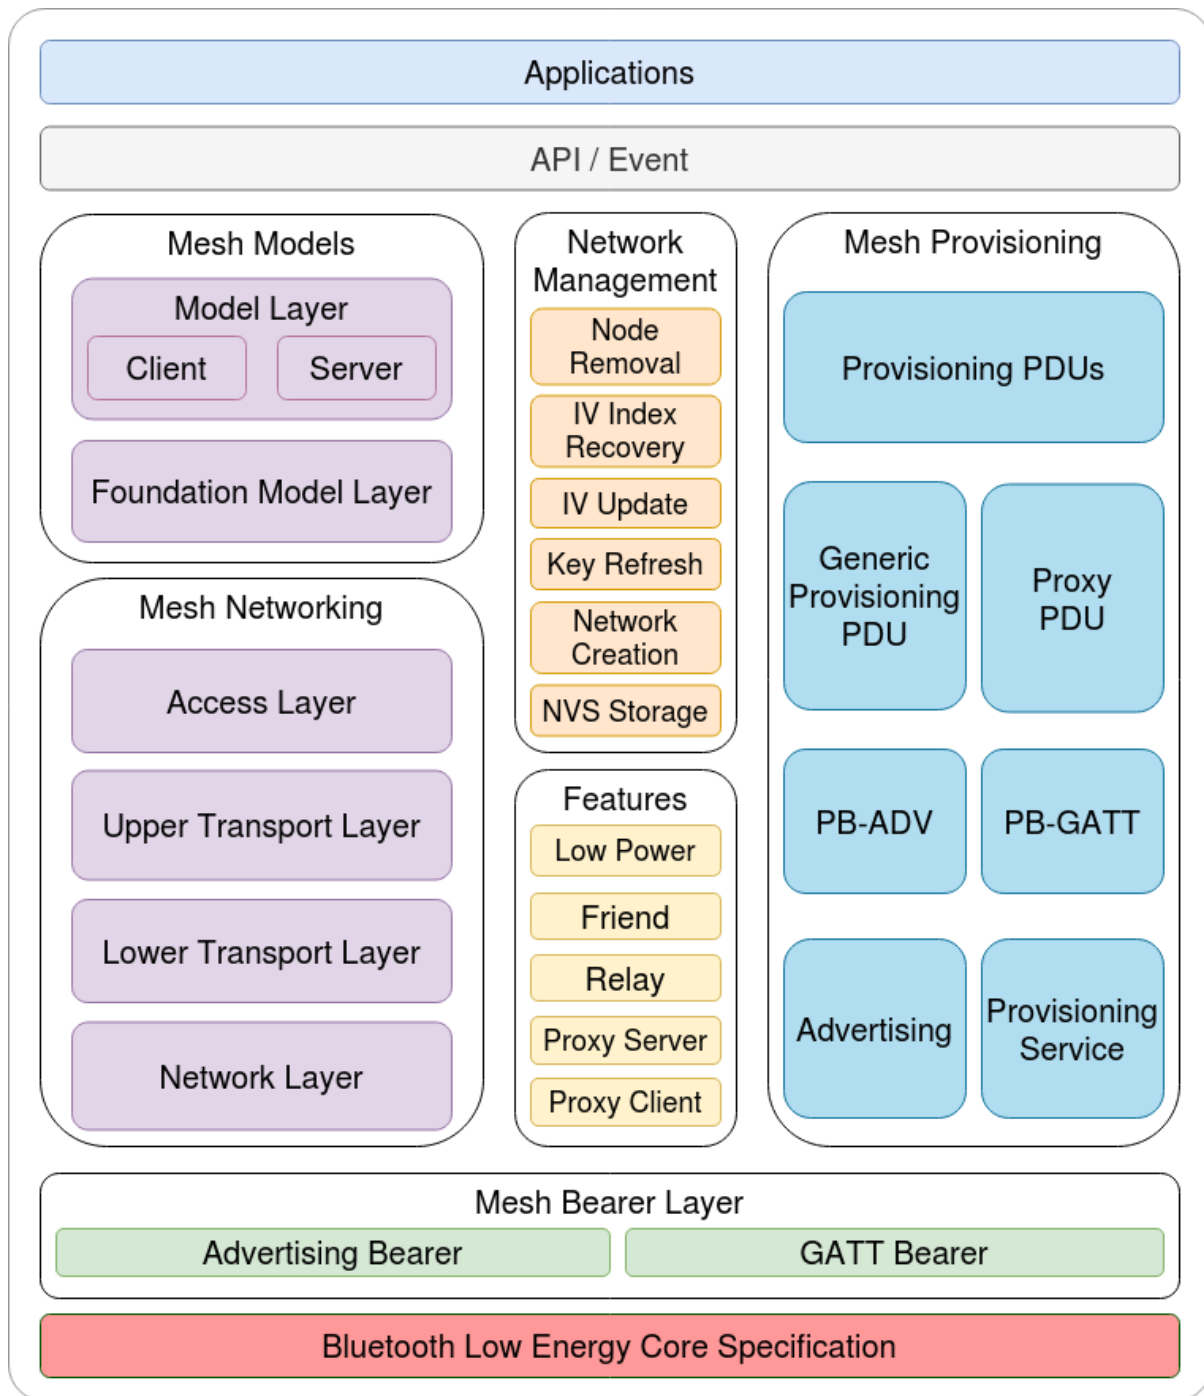 Applications
API / Event
Mesh Models
Model Layer
Client
Server
Foundation Model Layer
Mesh Networking
Access Layer
Upper Transport Layer
Lower Transport Layer
Network Layer
Network
Management
Node
Removal
IV Index
Recovery
IV Update
Key Refresh
Network
Creation
NVS Storage
Features
Low Power
Friend
Relay
Proxy Server
Proxy Client
Mesh Provisioning
Provisioning PDUs
Generic
Provisioning
PDU
Proxy
PDU
PB-ADV
PB-GATT
Advertising
Provisioning
Service
Mesh Bearer Layer
Advertising Bearer
GATT Bearer
Bluetooth Low Energy Core Specification